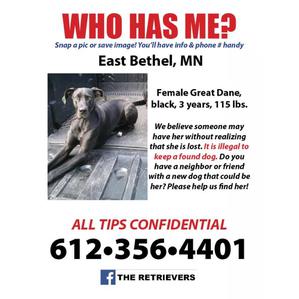 WHO HAS ME?
Snap a pic or save image! You'll have info & phone # handy
East Bethel, MN
Female Great Dane,
black, 3 years, 115 lbs.
We believe someone may
have her without realizing
that she is lost. It is illegal to
keep a found dog. Do you
have a neighbor or friend
with a new dog that could be
her? Please help us find her!
ALL TIPS CONFIDENTIAL
612•356•4401
f THE RETRIEVERS